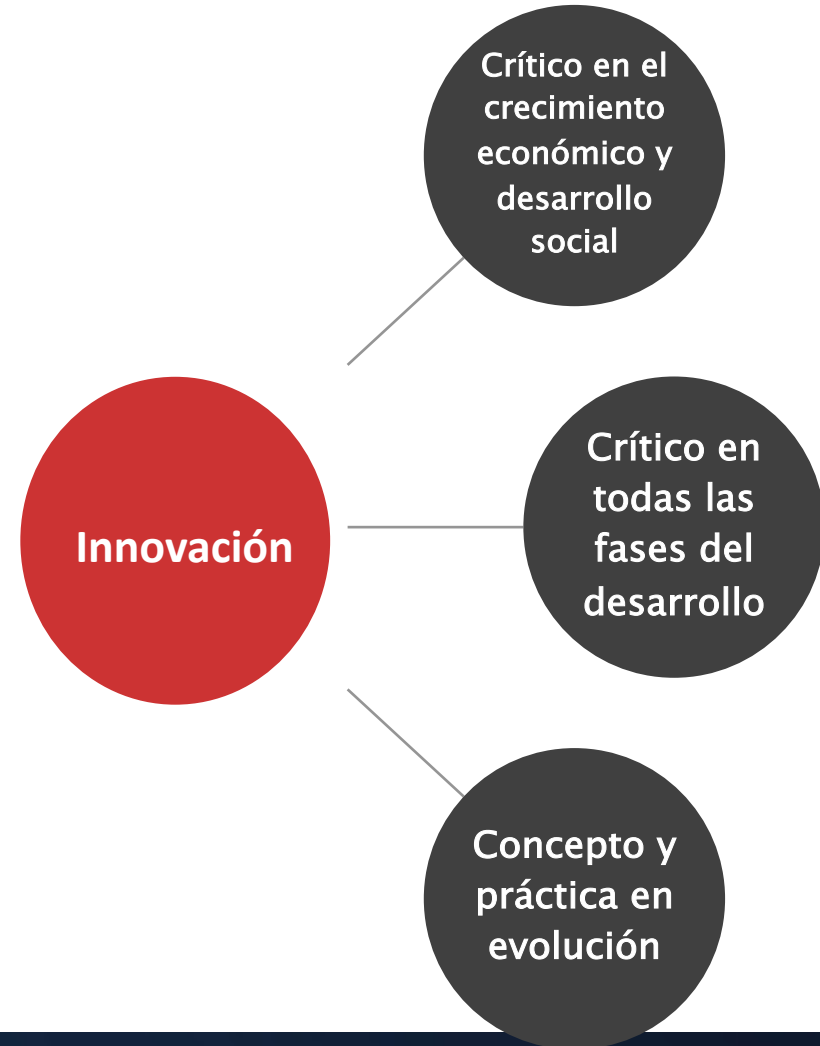 Crítico en el
crecimiento
económico y
desarrollo
social
Innovación
Crítico en
todas las
fases del
desarrollo
Concepto y
práctica en
evolución